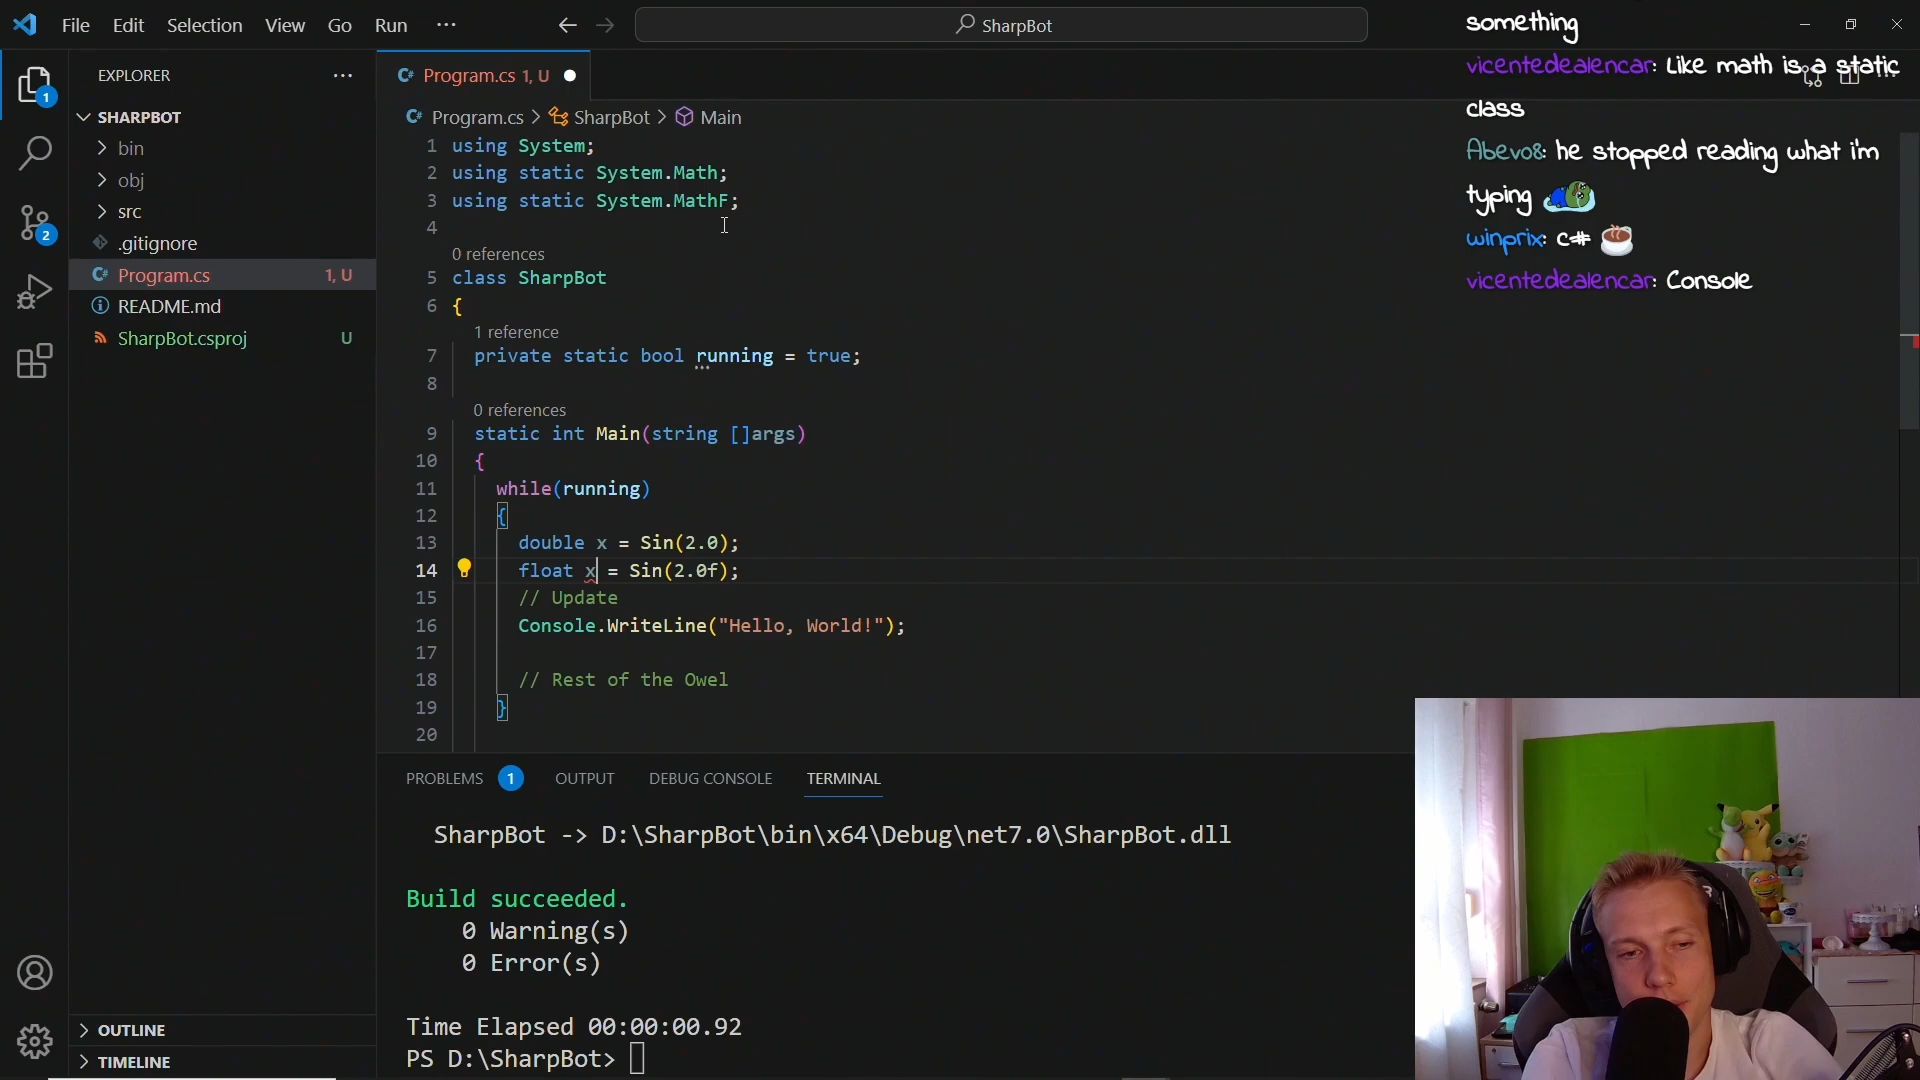 File Edit Selection View Go Run ···
SharpBot
EXPLORER ···
SHARPBOT
bin
obj
src
.gitignore
C# Program.cs 1, U
README.md
SharpBot.csproj U
OUTLINE
TIMELINE
1
2
C# Program.cs 1, U
C# Program.cs > SharpBot > Main
1 using System;
2 using static System.Math;
3 using static System.MathF;
4
0 references
5 class SharpBot
6 {
1 reference
7 private static bool running = true;
8
0 references
9 static int Main(string []args)
10 {
11 while(running)
12 {
13 double x = Sin(2.0);
14 float x = Sin(2.0f);
15 // Update
16 Console.WriteLine("Hello, World!");
17
18 // Rest of the Owel
19 }
20
PROBLEMS 1 OUTPUT DEBUG CONSOLE TERMINAL
SharpBot -> D:\SharpBot\bin\x64\Debug\net7.0\SharpBot.dll
Build succeeded.
0 Warning(s)
0 Error(s)
Time Elapsed 00:00:00.92
PS D:\SharpBot>
something
vicentedealencar: Like math is a static
class
Abevo8: he stopped reading what i'm
typing
winprix: c#
vicentedealencar: Console